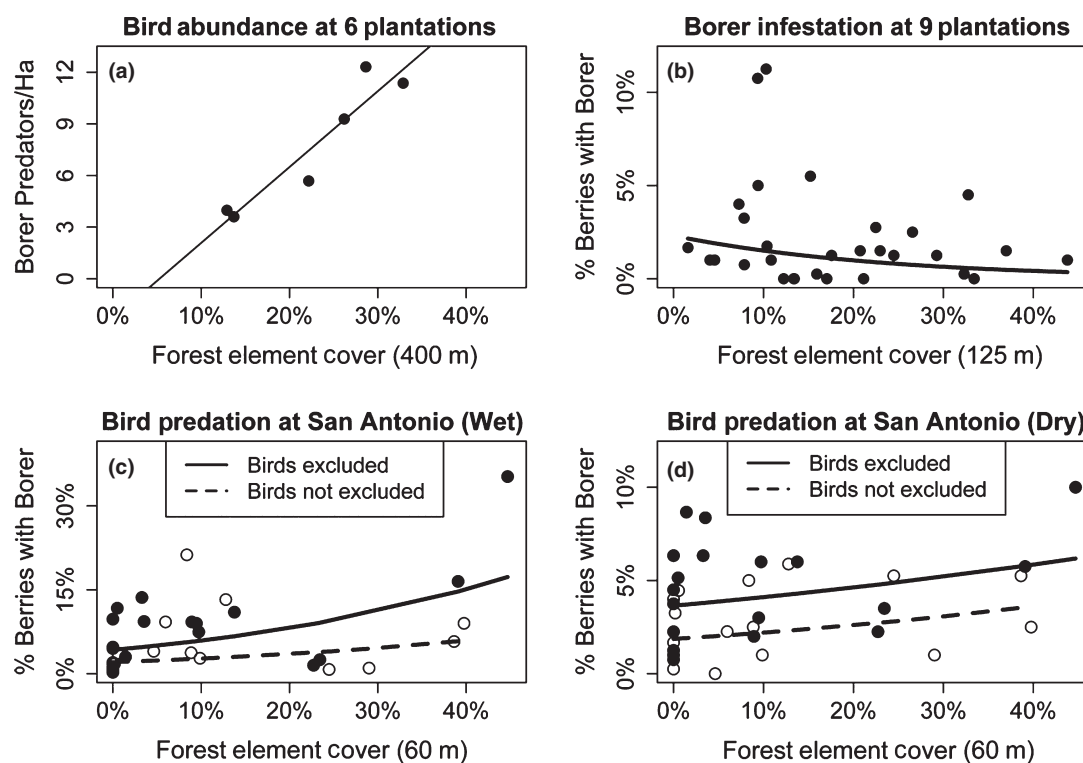 Bird abundance at 6 plantations
(a)
Borer Predators/Ha
12
9
6
3
0
0% 10% 20% 30% 40%
Forest element cover (400 m)
Borer infestation at 9 plantations
(b)
% Berries with Borer
10%
5%
0%
0% 10% 20% 30% 40%
Forest element cover (125 m)
Bird predation at San Antonio (Wet)
(c)
Birds excluded
Birds not excluded
% Berries with Borer
30%
15%
0%
0% 10% 20% 30% 40%
Forest element cover (60 m)
Bird predation at San Antonio (Dry)
(d)
Birds excluded
Birds not excluded
% Berries with Borer
10%
5%
0%
0% 10% 20% 30% 40%
Forest element cover (60 m)